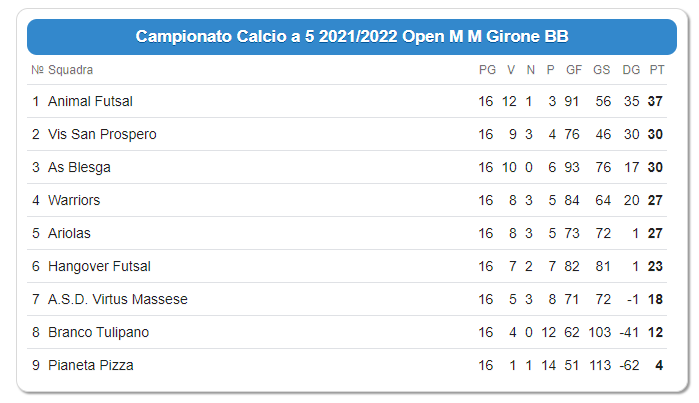 Campionato Calcio a 5 2021/2022 Open M M Girone BB
№ Squadra PG V N P GF GS DG PT
1 Animal Futsal 16 12 1 3 91 56 35 37
2 Vis San Prospero 16 9 3 4 76 46 30 30
3 As Blesga 16 10 0 6 93 76 17 30
4 Warriors 16 8 3 5 84 64 20 27
5 Ariolas 16 8 3 5 73 72 1 27
6 Hangover Futsal 16 7 2 7 82 81 1 23
7 A.S.D. Virtus Massese 16 5 3 8 71 72 -1 18
8 Branco Tulipano 16 4 0 12 62 103 -41 12
9 Pianeta Pizza 16 1 1 14 51 113 -62 4